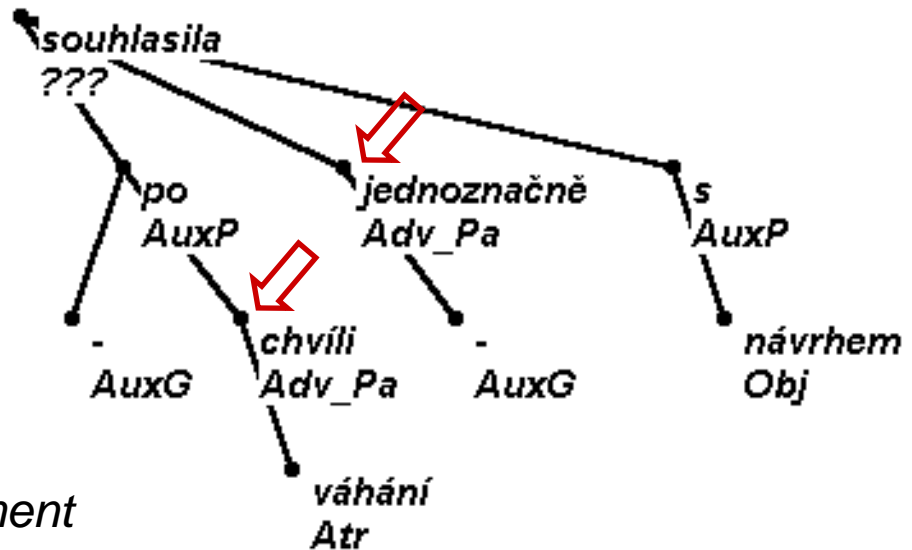 souhlasila
???
po
AuxP
jednoznačně
Adv_Pa
s
AuxP
-
AuxG
chvíli
Adv_Pa
-
AuxG
návrhem
Obj
váhání
Atr
ment